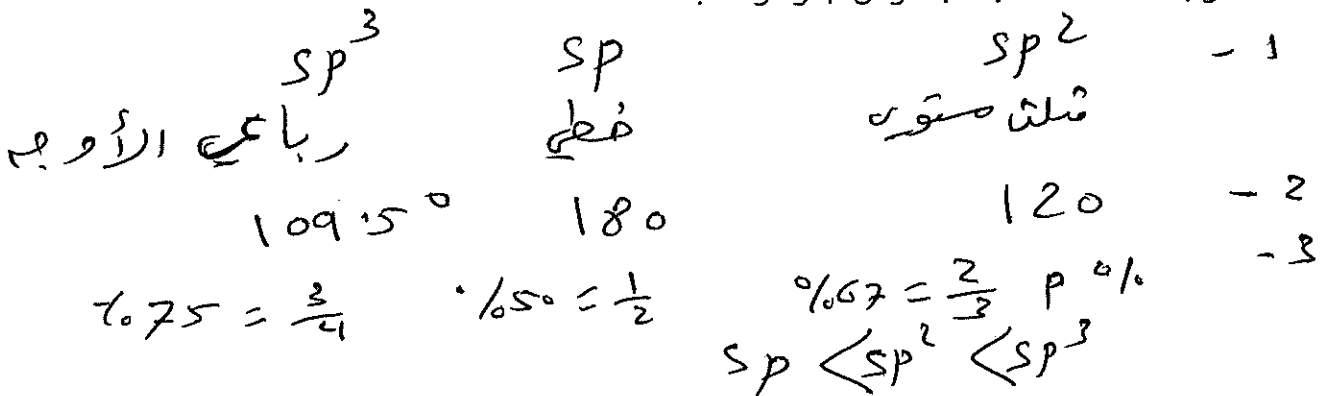 1 - sp² sp sp³
مثلث مستوي خطي رباعي الأوجه
2 - 120 180 109.5°
3 - % p 2/3 = 67% 1/2 = 50% 3/4 = 75%
sp < sp² < sp³